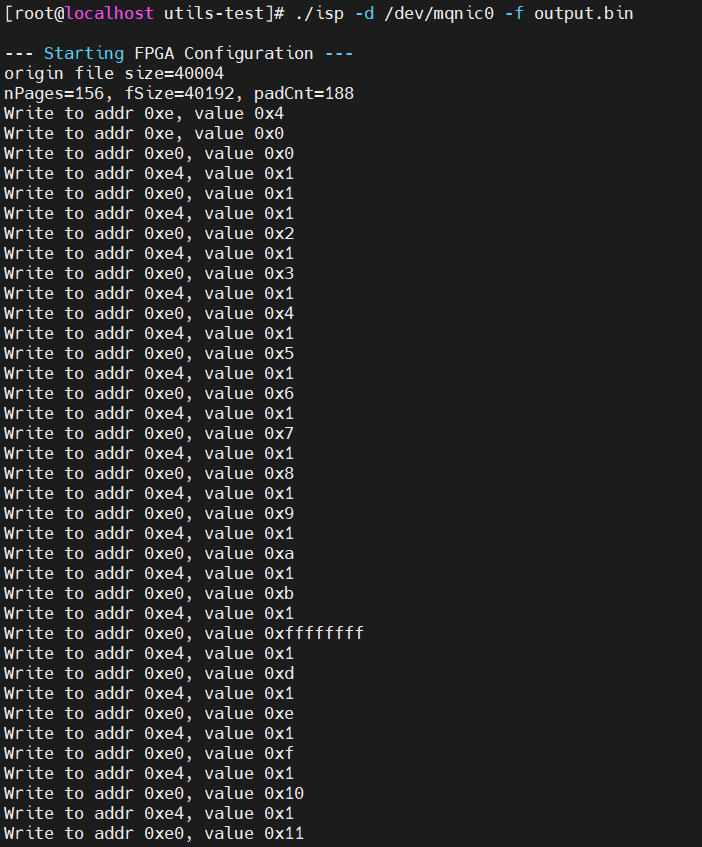 [root@localhost utils-test]# ./isp -d /dev/mqnic0 -f output.bin
--- Starting FPGA Configuration ---
origin file size=40004
nPages=156, fSize=40192, padCnt=188
Write to addr 0xe, value 0x4
Write to addr 0xe, value 0x0
Write to addr 0xe0, value 0x0
Write to addr 0xe4, value 0x1
Write to addr 0xe0, value 0x1
Write to addr 0xe4, value 0x1
Write to addr 0xe0, value 0x2
Write to addr 0xe4, value 0x1
Write to addr 0xe0, value 0x3
Write to addr 0xe4, value 0x1
Write to addr 0xe0, value 0x4
Write to addr 0xe4, value 0x1
Write to addr 0xe0, value 0x5
Write to addr 0xe4, value 0x1
Write to addr 0xe0, value 0x6
Write to addr 0xe4, value 0x1
Write to addr 0xe0, value 0x7
Write to addr 0xe4, value 0x1
Write to addr 0xe0, value 0x8
Write to addr 0xe4, value 0x1
Write to addr 0xe0, value 0x9
Write to addr 0xe4, value 0x1
Write to addr 0xe0, value 0xa
Write to addr 0xe4, value 0x1
Write to addr 0xe0, value 0xb
Write to addr 0xe4, value 0x1
Write to addr 0xe0, value 0xffffffff
Write to addr 0xe4, value 0x1
Write to addr 0xe0, value 0xd
Write to addr 0xe4, value 0x1
Write to addr 0xe0, value 0xe
Write to addr 0xe4, value 0x1
Write to addr 0xe0, value 0xf
Write to addr 0xe4, value 0x1
Write to addr 0xe0, value 0x10
Write to addr 0xe4, value 0x1
Write to addr 0xe0, value 0x11